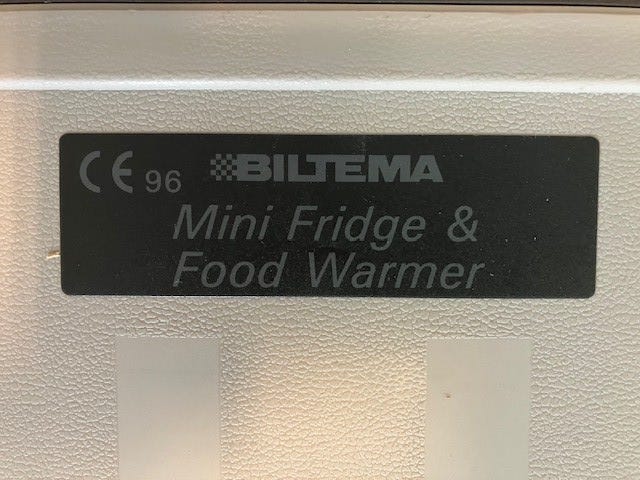 CE 96 BILTEMA
Mini Fridge &
Food Warmer